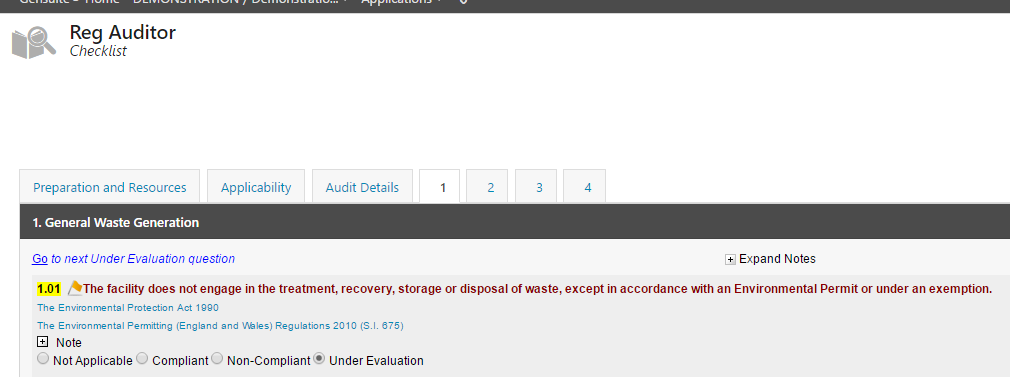 Gensuite - Home DEMONSTRATION / Demonstratio... Applications
Reg Auditor
Checklist
Preparation and Resources Applicability Audit Details 1 2 3 4
1. General Waste Generation
Go to next Under Evaluation question Expand Notes
1.01 The facility does not engage in the treatment, recovery, storage or disposal of waste, except in accordance with an Environmental Permit or under an exemption.
The Environmental Protection Act 1990
The Environmental Permitting (England and Wales) Regulations 2010 (S.I. 675)
Note
Not Applicable Compliant Non-Compliant Under Evaluation